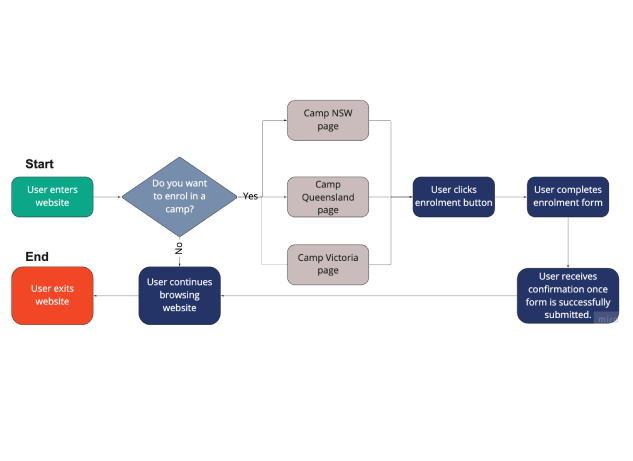 Start
User enters
website
Do you want
to enrol in a
camp?
Yes
No
Camp NSW
page
Camp
Queensland
page
Camp Victoria
page
User clicks
enrolment button
User completes
enrolment form
User receives
confirmation once
form is successfully
submitted.
User continues
browsing
website
End
User exits
website
miro